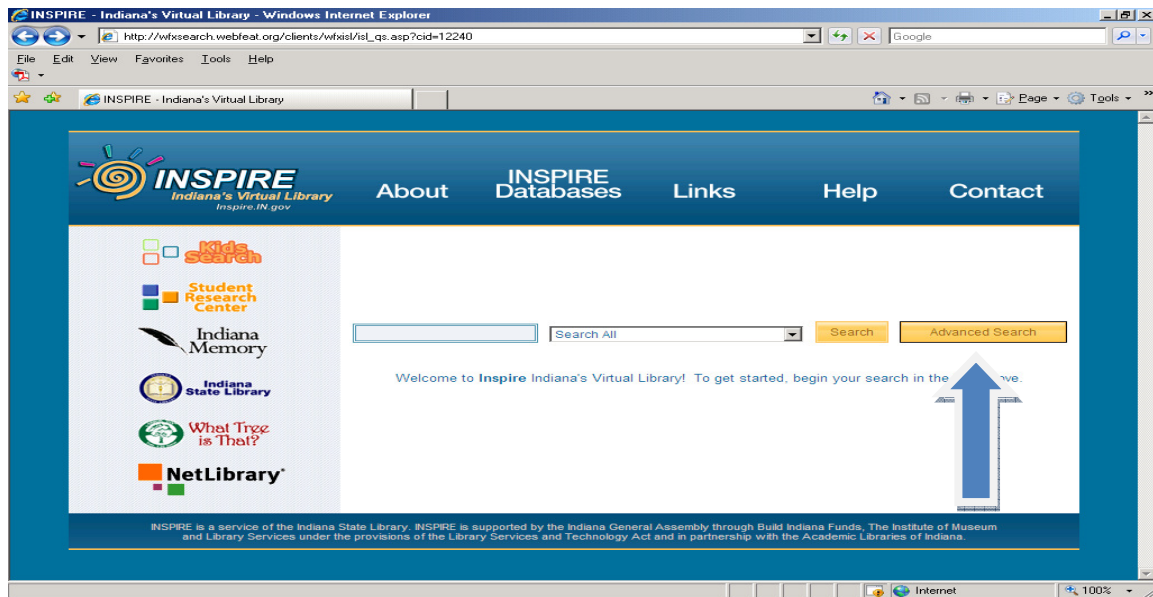 INSPIRE - Indiana's Virtual Library - Windows Internet Explorer
http://wfxsearch.webfeat.org/clients/wfxisl/isl_qs.asp?cid=12240
Google
File Edit View Favorites Tools Help
INSPIRE - Indiana's Virtual Library
Page Tools
INSPIRE
Indiana's Virtual Library
Inspire.IN.gov
About
INSPIRE
Databases
Links
Help
Contact
Kids
Search
Student
Research
Center
Indiana
Memory
Indiana
State Library
What Tree
is That?
NetLibrary
Search All
Search
Advanced Search
Welcome to Inspire Indiana's Virtual Library! To get started, begin your search in the
INSPIRE is a service of the Indiana State Library. INSPIRE is supported by the Indiana General Assembly through Build Indiana Funds, The Institute of Museum
and Library Services under the provisions of the Library Services and Technology Act and in partnership with the Academic Libraries of Indiana.
Internet
100%